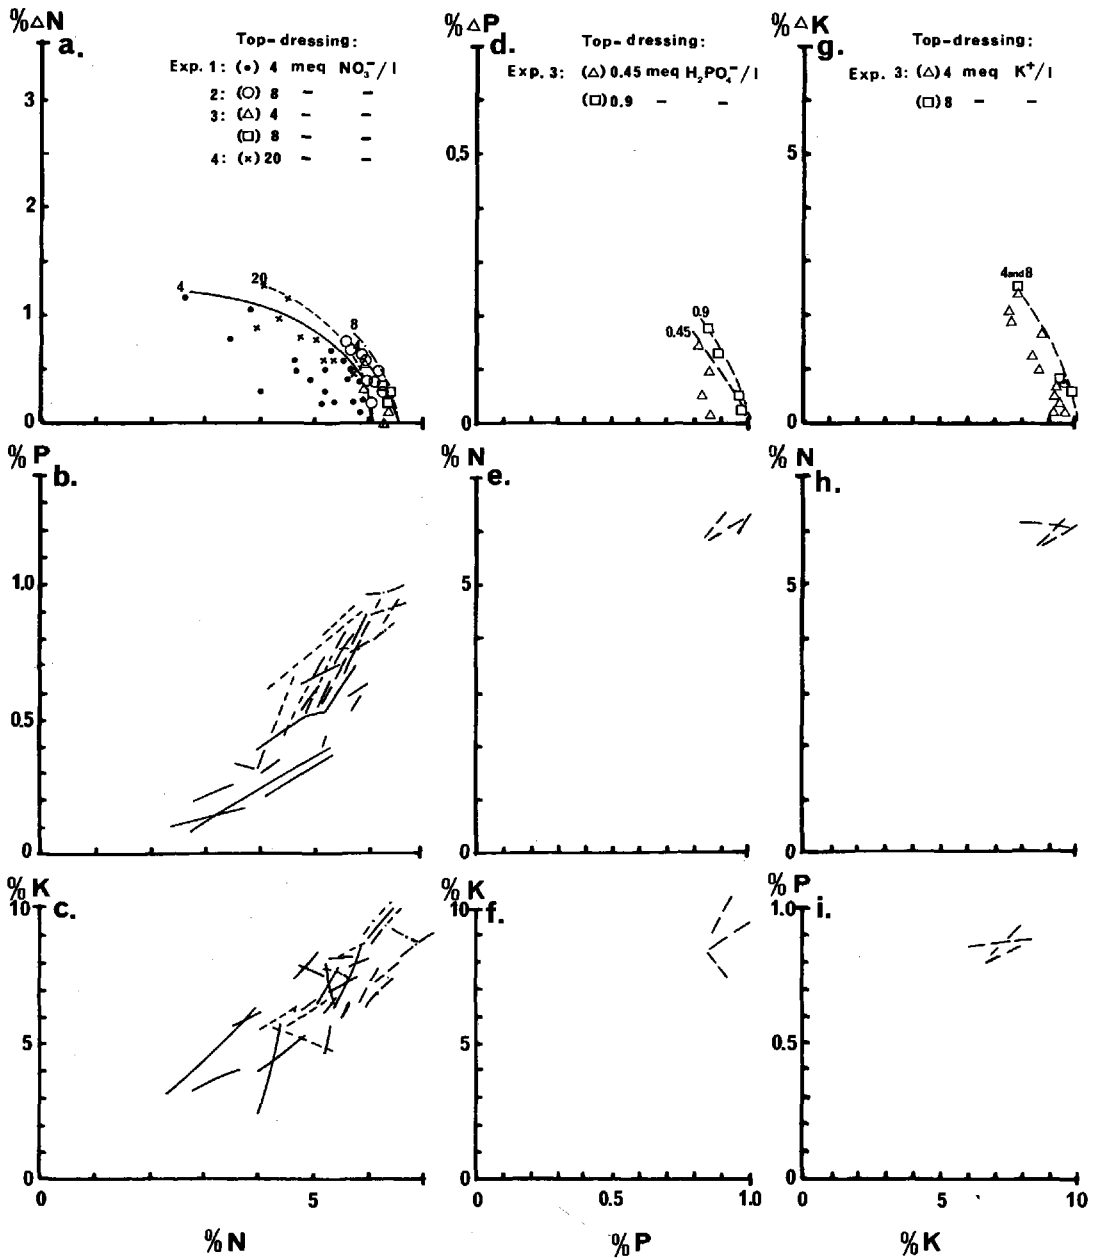 %ΔN
a.
Top-dressing:
Exp. 1: (•) 4 meq NO₃⁻/l
2: (○) 8 – –
3: (△) 4 – –
(□) 8 – –
4: (×) 20 – –
3
2
1
0
4
20
8
%ΔP
d.
Top-dressing:
Exp. 3: (△) 0.45 meq H₂PO₄⁻/l
(□) 0.9 – –
0.5
0
0.9
0.45
%ΔK
g.
Top-dressing:
Exp. 3: (△) 4 meq K⁺/l
(□) 8 – –
5
0
4 and 8
%P
b.
1.0
0.5
0
%N
e.
5
0
%N
h.
5
0
%K
c.
10
5
0
0 5
%N
%K
f.
10
5
0
0 0.5 1.0
%P
%P
i.
1.0
0.5
0
0 5 10
%K